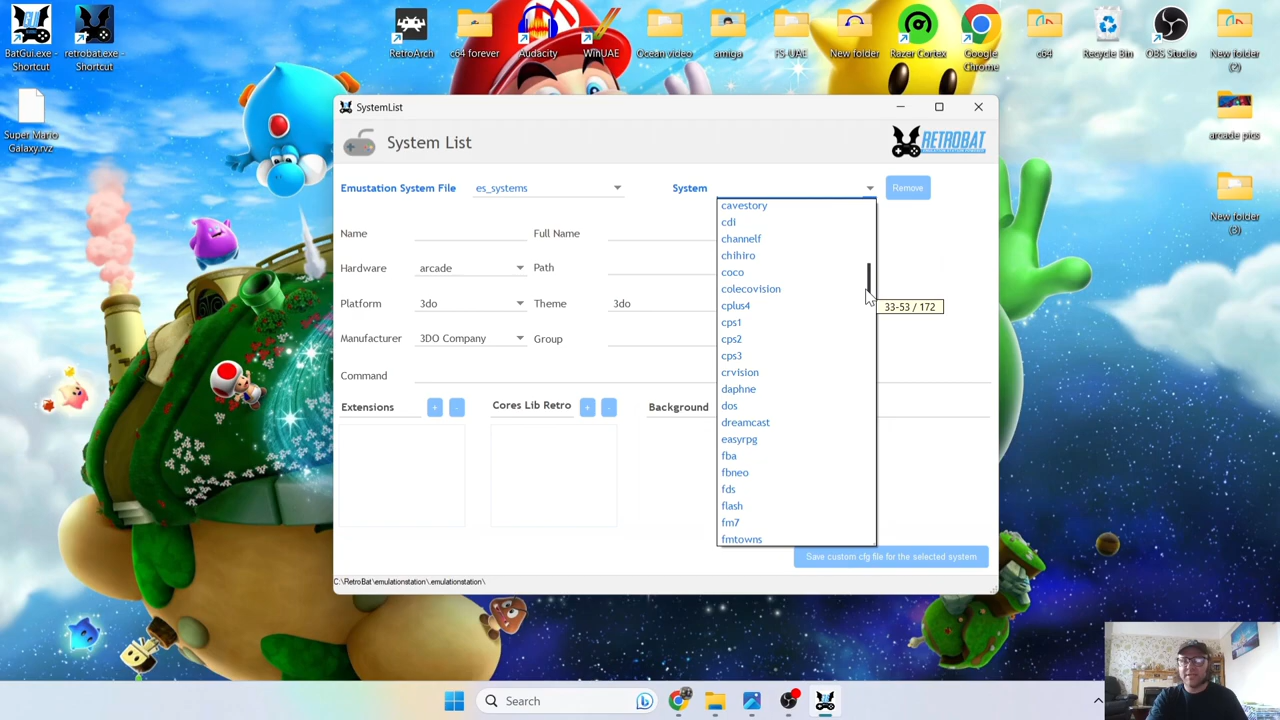 BatGui.exe - Shortcut
retrobat.exe - Shortcut
RetroArch
c64 forever
Audacity
WinUAE
Ocean video
amiga
FS-UAE
New folder
Razer Cortex
Google Chrome
c64
Recycle Bin
OBS Studio
New folder (2)
Super Mario Galaxy.rvz
arcade pics
New folder (3)
SystemList
System List
RETROBAT
Emustation System File
es_systems
System
Remove
Name
Full Name
Hardware
arcade
Path
Platform
3do
Theme
3do
Manufacturer
3DO Company
Group
Command
Extensions
+
-
Cores Lib Retro
+
-
Background
cavestory
cdi
channelf
chihiro
coco
colecovision
cplus4
cps1
cps2
cps3
crvision
daphne
dos
dreamcast
easyrpg
fba
fbneo
fds
flash
fm7
fmtowns
33-53 / 172
Save custom cfg file for the selected system
C:\RetroBat\emulationstation\.emulationstation\
Search